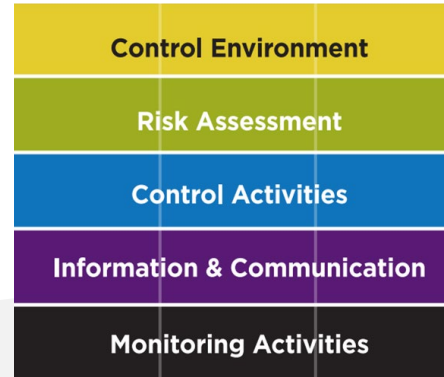 Control Environment
Risk Assessment
Control Activities
Information & Communication
Monitoring Activities